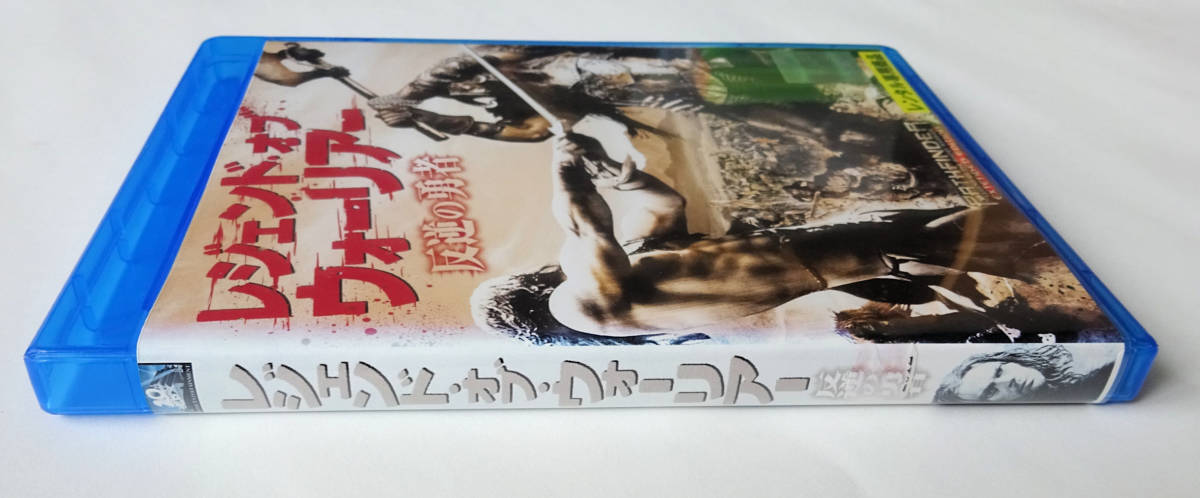 レジェンド・オブ
ウォーリアー
反逆の勇者
PATHFINDER
レジェンド・オブ・ウォーリアー
反逆の勇者